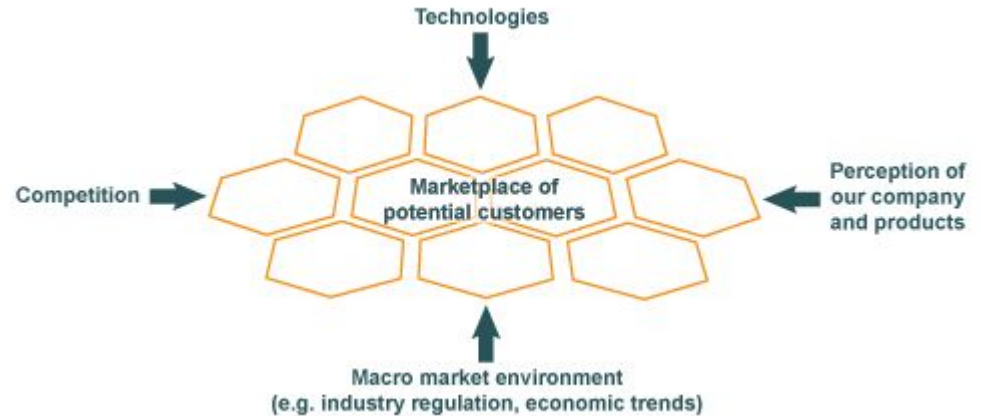 Technologies
Competition
Marketplace of
potential customers
Perception of
our company
and products
Macro market environment
(e.g. industry regulation, economic trends)